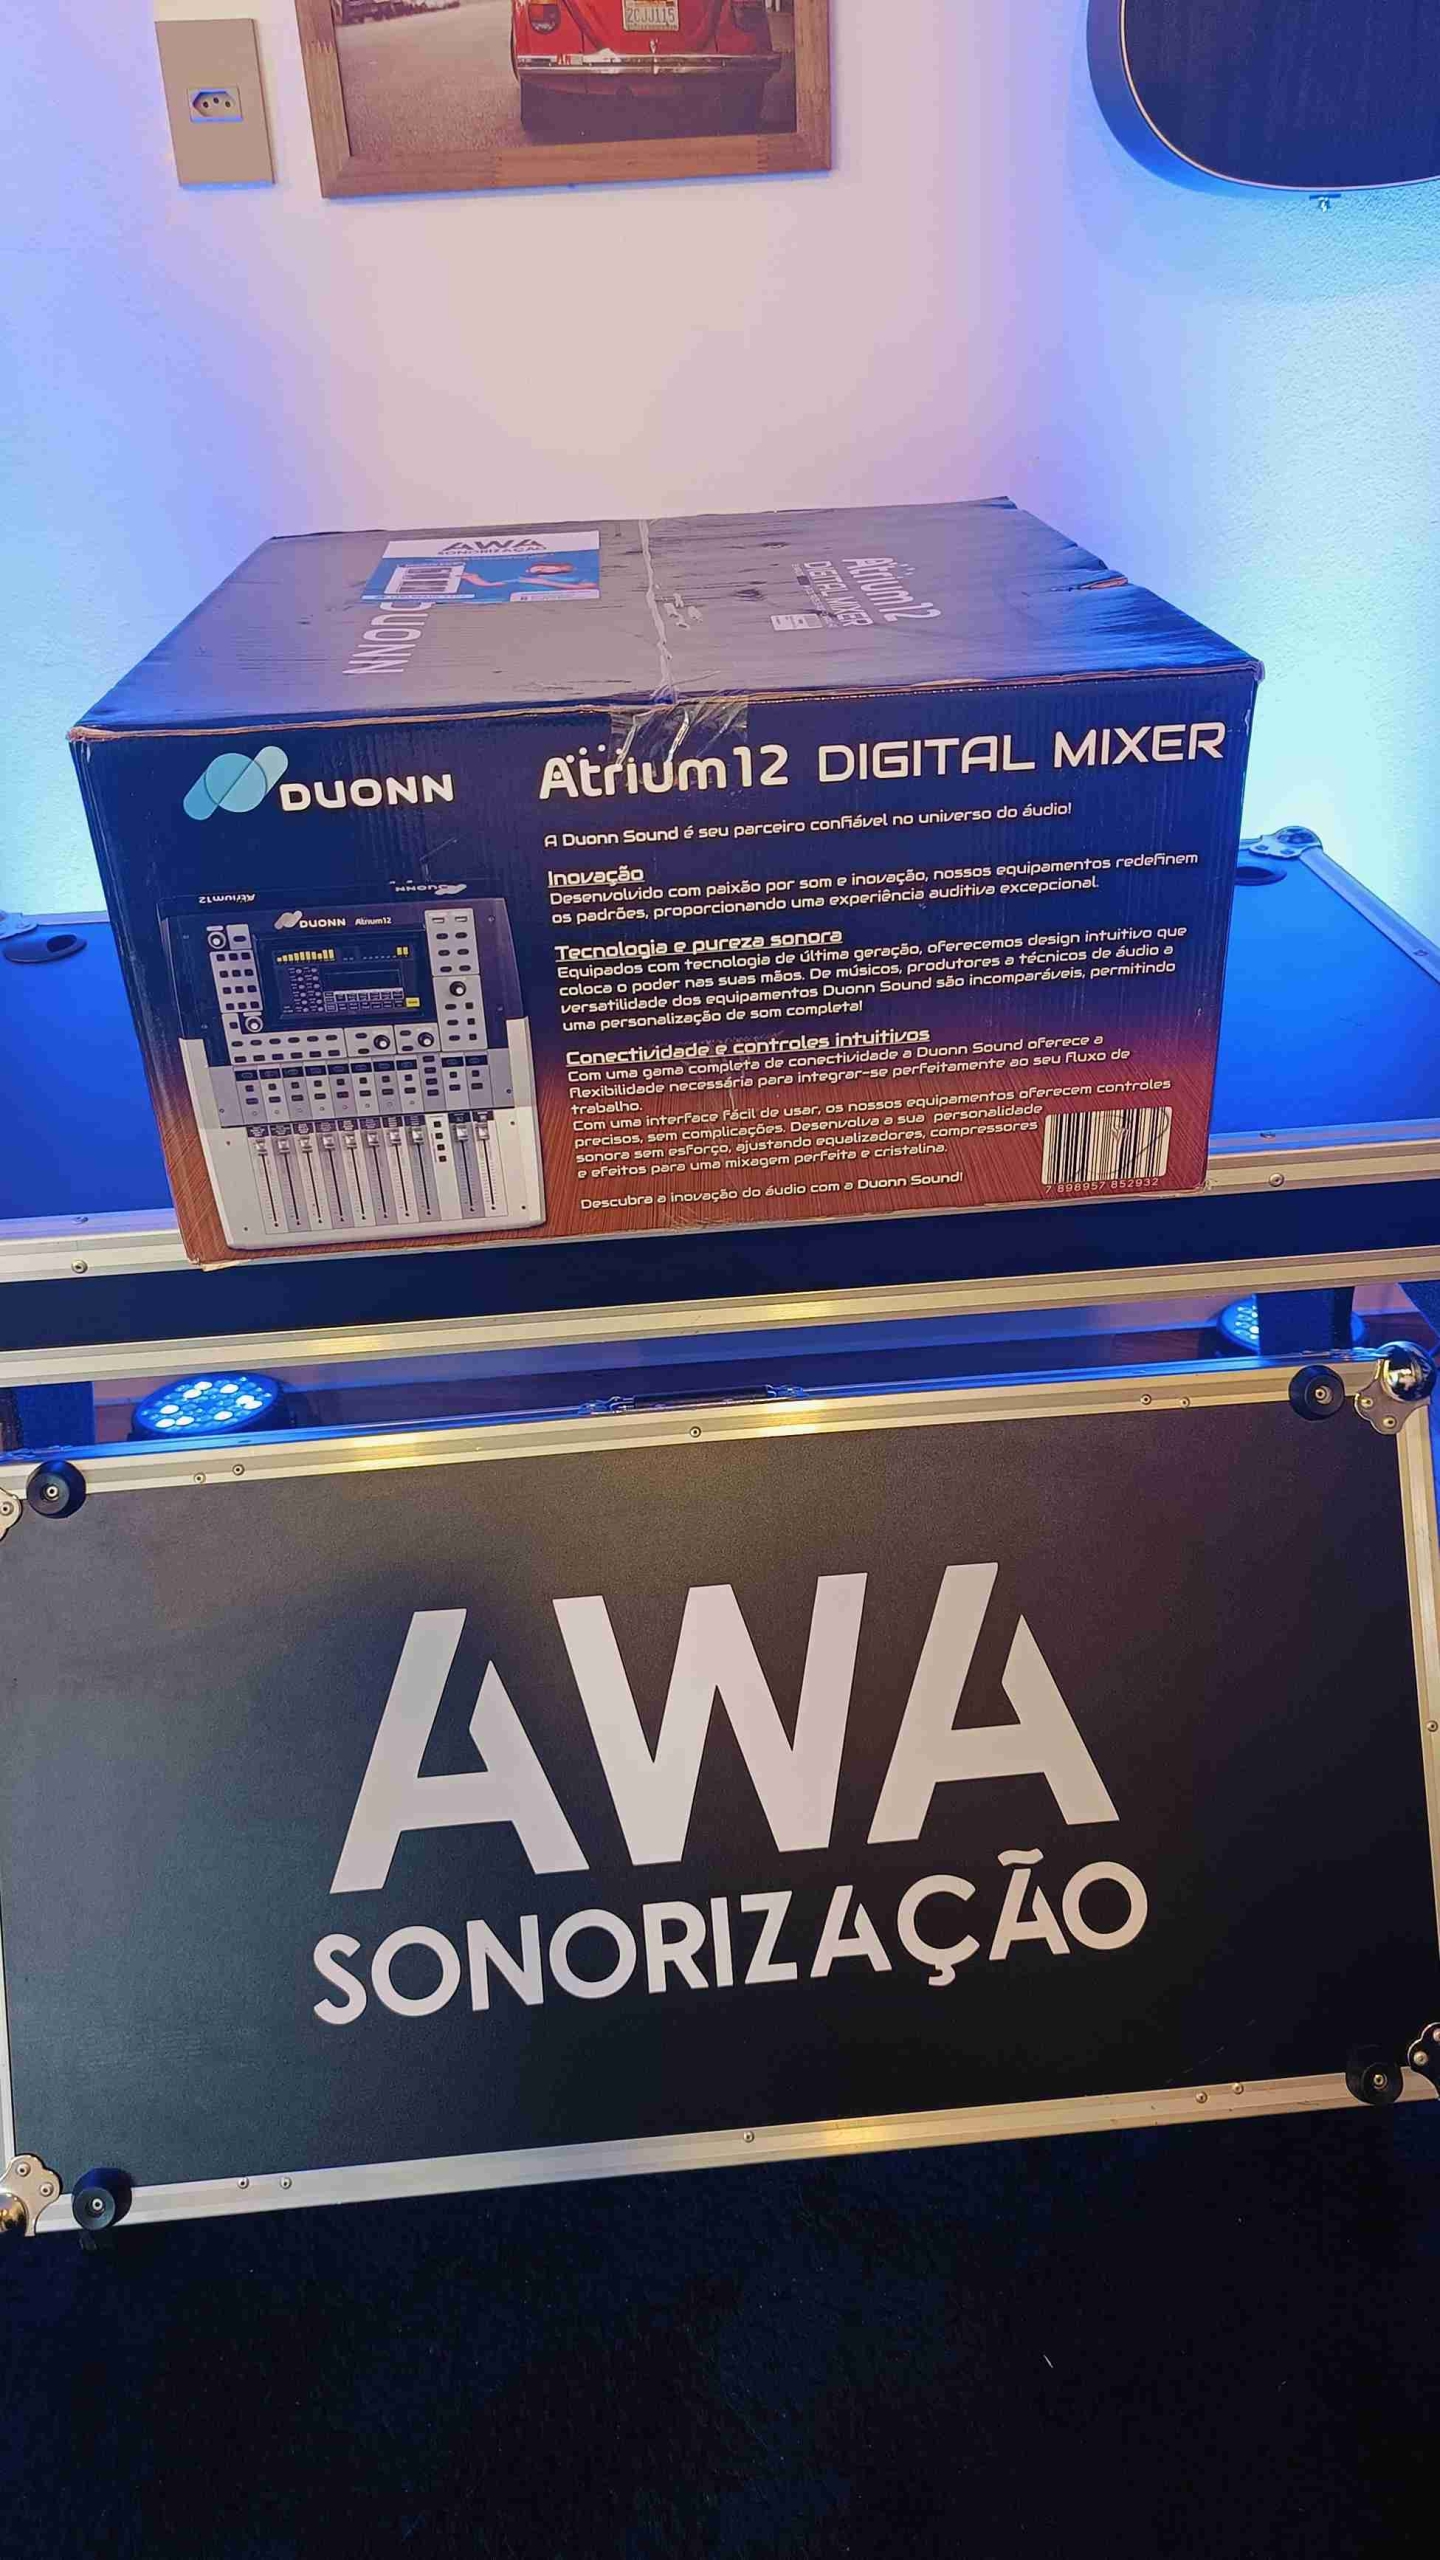 2CJJ115
AWA
SONORIZAÇÃO
DUONN
Atrium12
DIGITAL MIXER
DUONN
Atrium12 DIGITAL MIXER
A Duonn Sound é seu parceiro confiável no universo do áudio!
Inovação
Desenvolvido com paixão por som e inovação, nossos equipamentos redefinem
os padrões, proporcionando uma experiência auditiva excepcional.
Tecnologia e pureza sonora
Equipados com tecnologia de última geração, oferecemos design intuitivo que
coloca o poder nas suas mãos. De músicos, produtores a técnicos de áudio a
versatilidade dos equipamentos Duonn Sound são incomparáveis, permitindo
uma personalização de som completa!
Conectividade e controles intuitivos
Com uma gama completa de conectividade a Duonn Sound oferece a
flexibilidade necessária para integrar-se perfeitamente ao seu fluxo de
trabalho.
Com uma interface fácil de usar, os nossos equipamentos oferecem controles
precisos, sem complicações. Desenvolva a sua personalidade
sonora sem esforço, ajustando equalizadores, compressores
e efeitos para uma mixagem perfeita e cristalina.
Descubra a inovação do áudio com a Duonn Sound!
7 898957 852932
Atrium12
DUONN
DUONN Atrium12
AWA
SONORIZAÇÃO